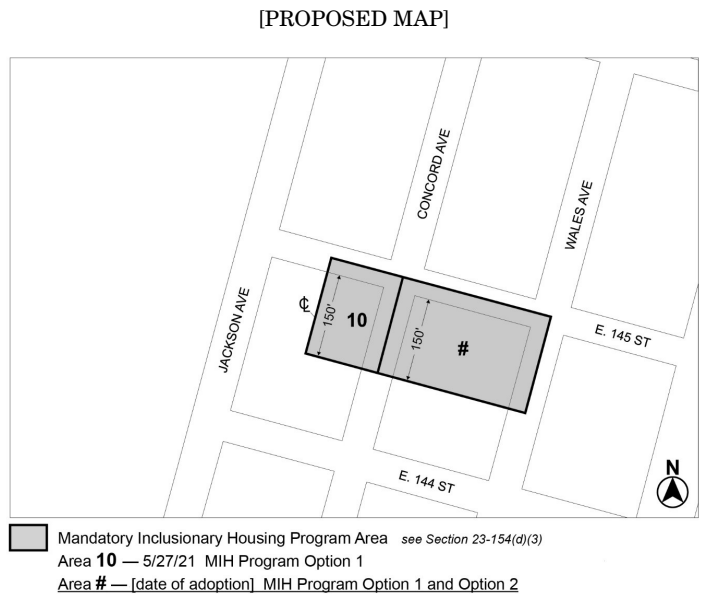 [PROPOSED MAP]
CONCORD AVE
WALES AVE
JACKSON AVE
℄
150'
10
150'
#
E. 145 ST
E. 144 ST
N
Mandatory Inclusionary Housing Program Area see Section 23-154(d)(3)
Area 10 — 5/27/21 MIH Program Option 1
Area # — [date of adoption] MIH Program Option 1 and Option 2